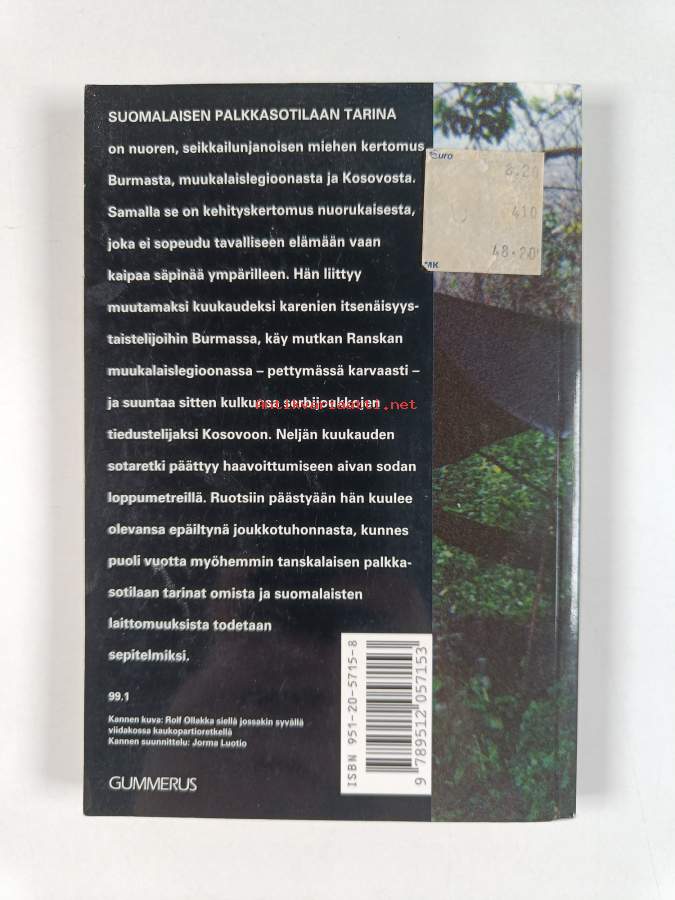 SUOMALAISEN PALKKASOTILAAN TARINA
on nuoren, seikkailunjanoisen miehen kertomus
Burmasta, muukalaislegioonasta ja Kosovosta.
Samalla se on kehityskertomus nuorukaisesta,
joka ei sopeudu tavalliseen elämään vaan
kaipaa säpinää ympärilleen. Hän liittyy
muutamaksi kuukaudeksi karenien itsenäisyys-
taistelijoihin Burmassa, käy mutkan Ranskan
muukalaislegioonassa – pettymässä karvaasti –
ja suuntaa sitten kulkunsa serbijoukkojen
tiedustelijaksi Kosovoon. Neljän kuukauden
sotaretki päättyy haavoittumiseen aivan sodan
loppumetreillä. Ruotsiin päästyään hän kuulee
olevansa epäiltynä joukkotuhonnasta, kunnes
puoli vuotta myöhemmin tanskalaisen palkka-
sotilaan tarinat omista ja suomalaisten
laittomuuksista todetaan
sepitelmiksi.
99.1
Kannen kuva: Rolf Ollakka siellä jossakin syvällä
viidakossa kaukopartioretkellä
Kannen suunnittelu: Jorma Luotio
GUMMERUS
ISBN 951-20-5715-8
9 789512 057153
Euro
8.20
410
48.20
MK
Antikvariaatti.net